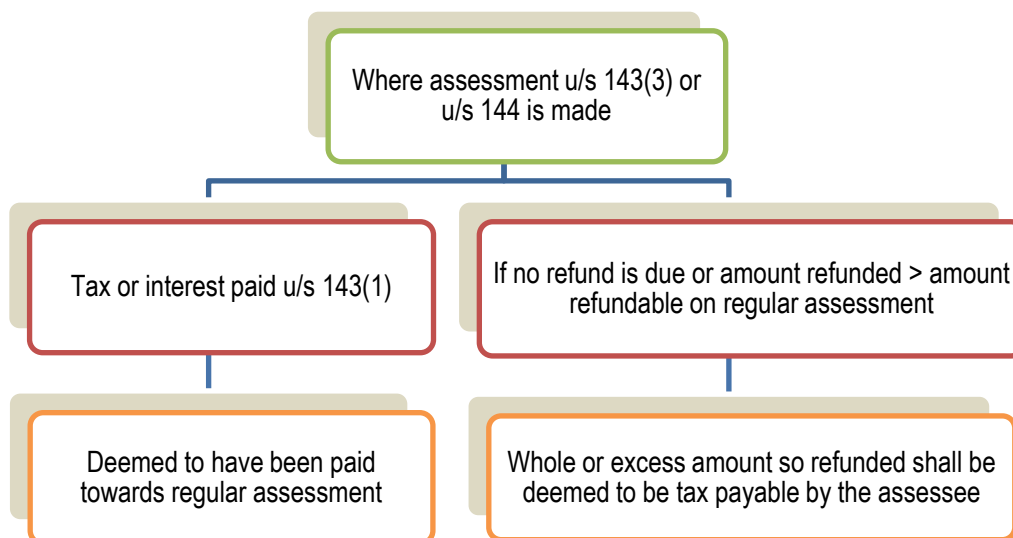 Where assessment u/s 143(3) or
u/s 144 is made
Tax or interest paid u/s 143(1)
If no refund is due or amount refunded > amount
refundable on regular assessment
Deemed to have been paid
towards regular assessment
Whole or excess amount so refunded shall be
deemed to be tax payable by the assessee